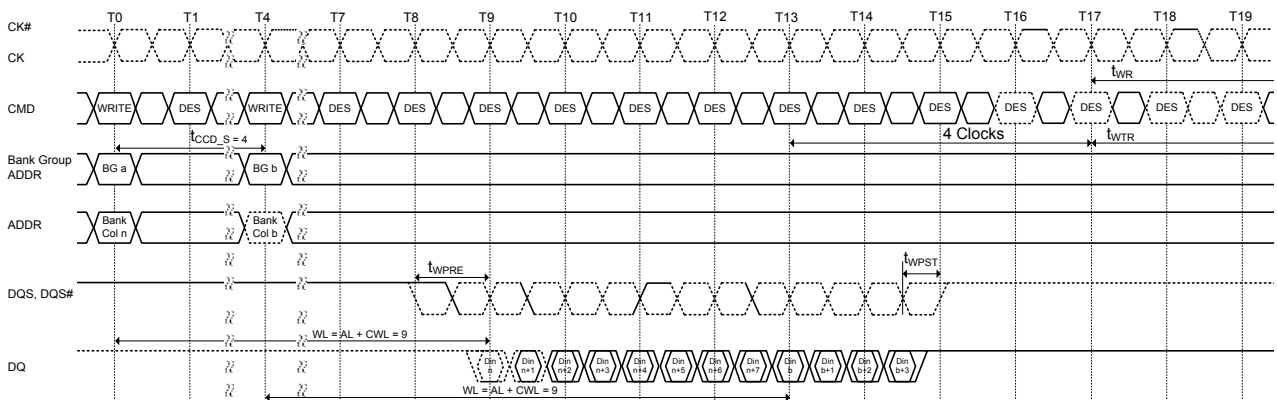 T0 T1 T4 T7 T8 T9 T10 T11 T12 T13 T14 T15 T16 T17 T18 T19
CK#
CK
tWR
CMD WRITE DES WRITE DES DES DES DES DES DES DES DES DES DES DES DES DES
tCCD_S = 4
4 Clocks
tWTR
Bank Group
ADDR
BG a BG b
ADDR
Bank
Col n
Bank
Col b
tWPRE
tWPST
DQS, DQS#
WL = AL + CWL = 9
DQ
Din
n
Din
n+1
Din
n+2
Din
n+3
Din
n+4
Din
n+5
Din
n+6
Din
n+7
Din
b
Din
b+1
Din
b+2
Din
b+3
WL = AL + CWL = 9